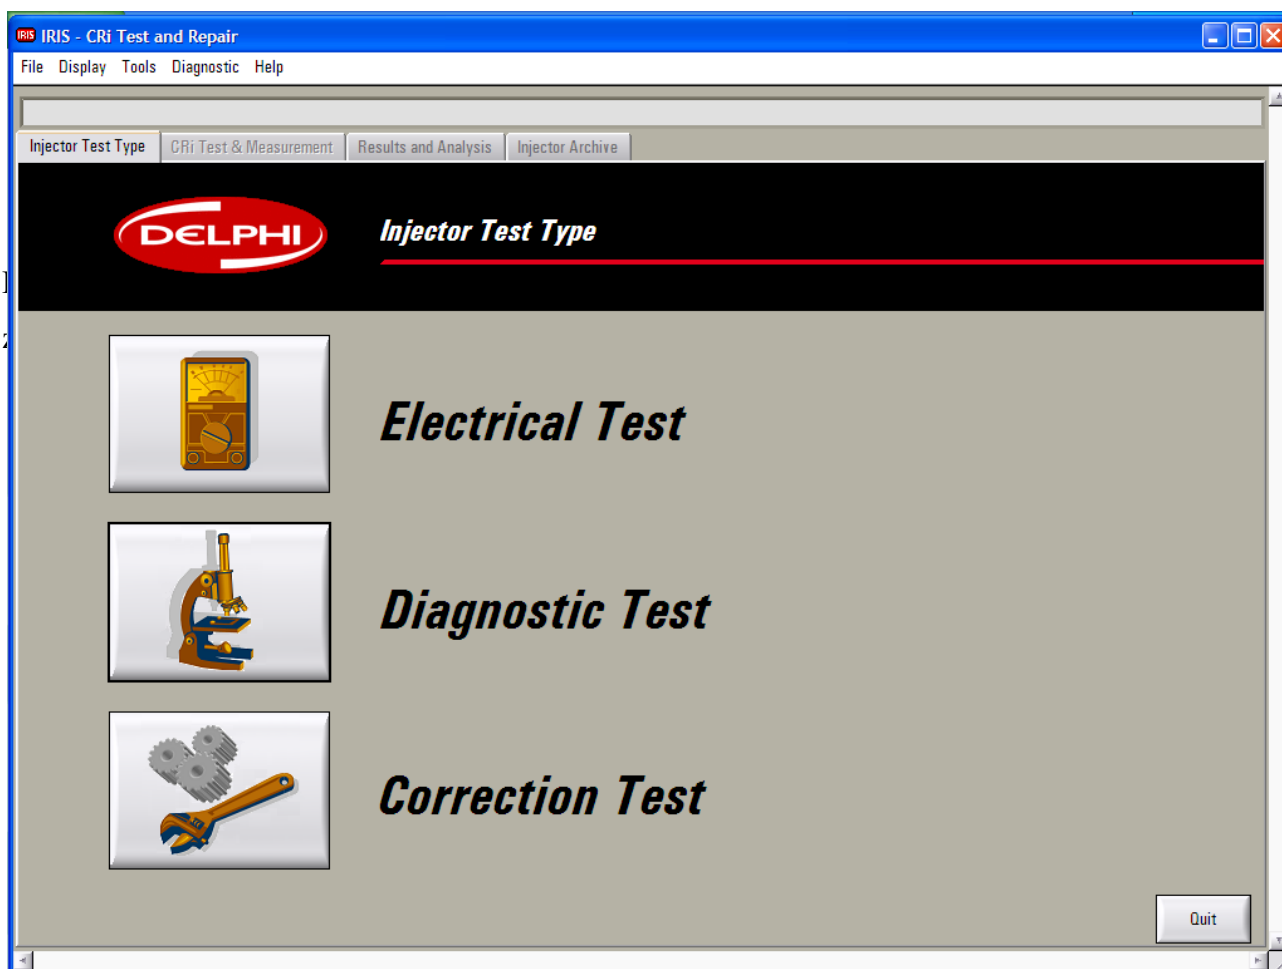 IRIS IRIS - CRi Test and Repair
File Display Tools Diagnostic Help
Injector Test Type CRi Test & Measurement Results and Analysis Injector Archive
DELPHI Injector Test Type
Electrical Test
Diagnostic Test
Correction Test
Quit